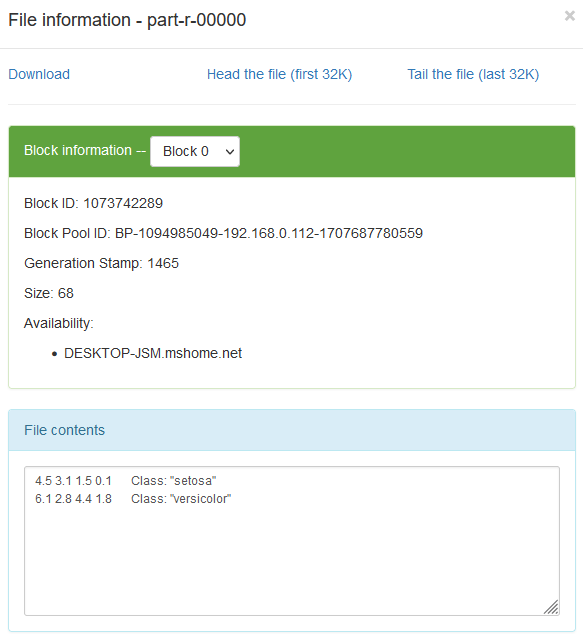 File information - part-r-00000
×
Download Head the file (first 32K) Tail the file (last 32K)
Block information -- Block 0
Block ID: 1073742289
Block Pool ID: BP-1094985049-192.168.0.112-1707687780559
Generation Stamp: 1465
Size: 68
Availability:
• DESKTOP-JSM.mshome.net
File contents
4.5 3.1 1.5 0.1 Class: "setosa"
6.1 2.8 4.4 1.8 Class: "versicolor"